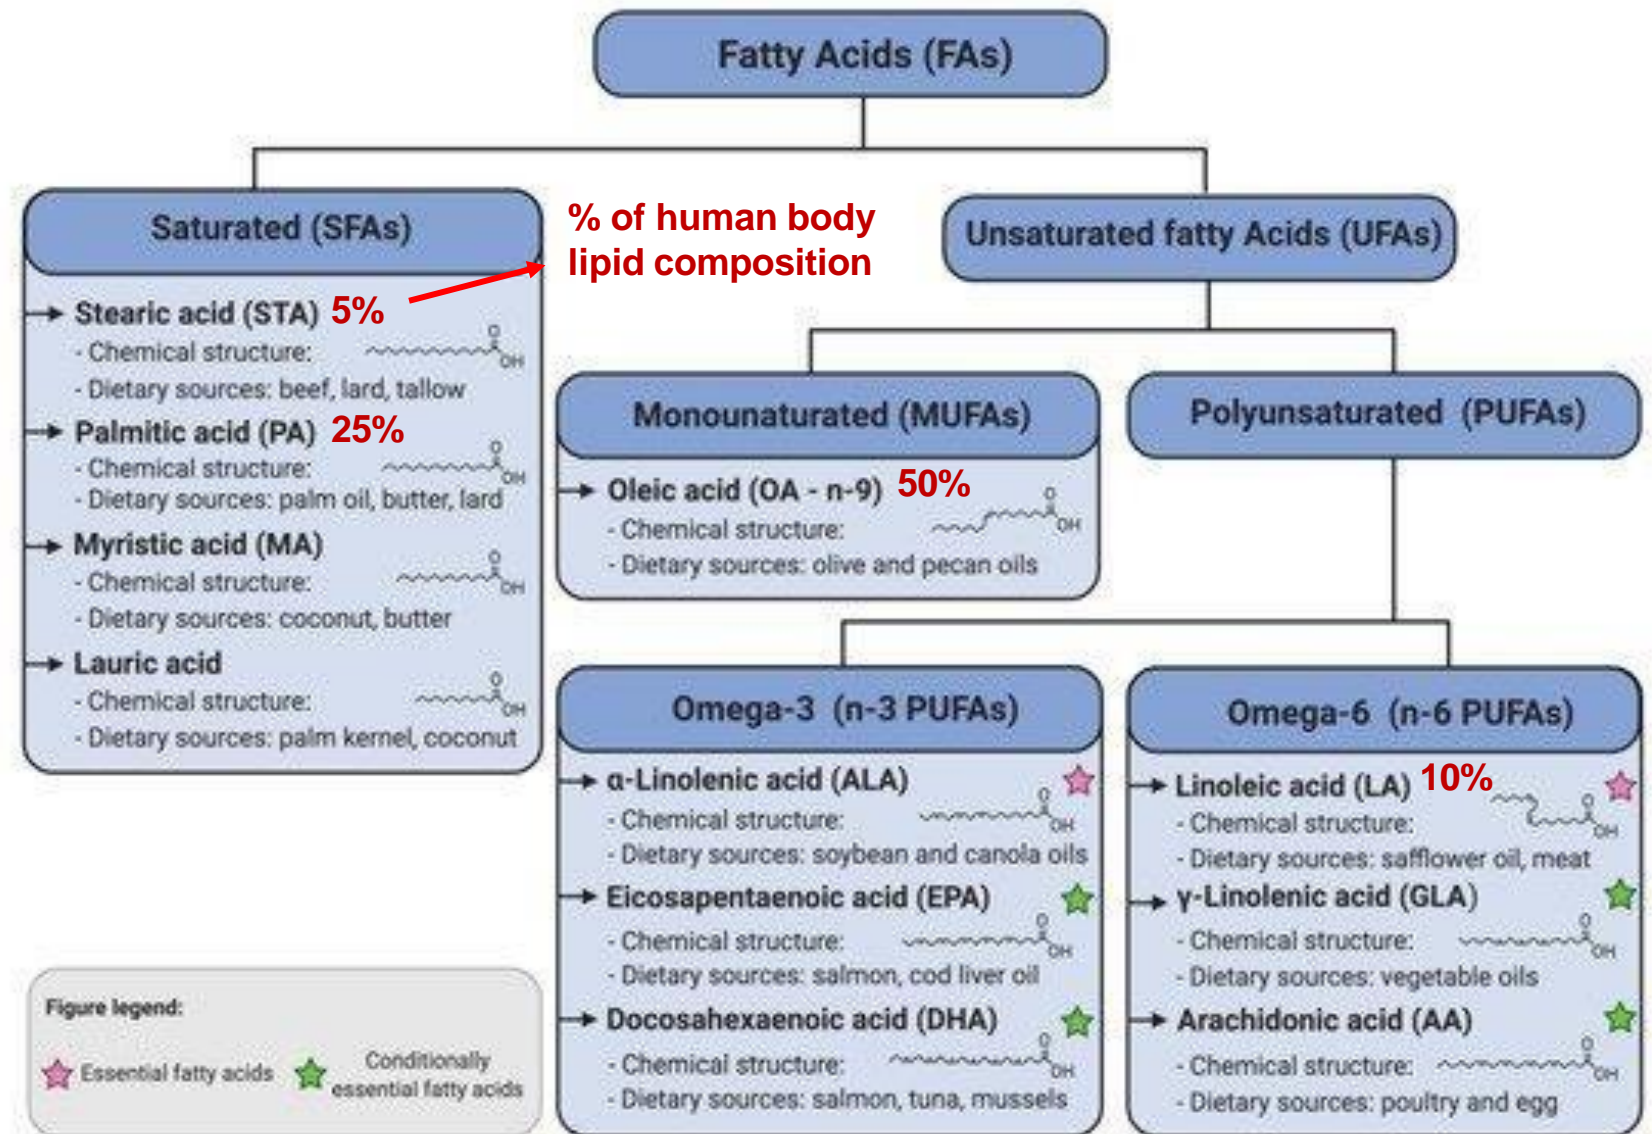 Fatty Acids (FAs)
Saturated (SFAs)
% of human body
lipid composition
Stearic acid (STA) 5%
- Chemical structure:
O
OH
- Dietary sources: beef, lard, tallow
Palmitic acid (PA) 25%
- Chemical structure:
O
OH
- Dietary sources: palm oil, butter, lard
Myristic acid (MA)
- Chemical structure:
O
OH
- Dietary sources: coconut, butter
Lauric acid
- Chemical structure:
O
OH
- Dietary sources: palm kernel, coconut
Unsaturated fatty Acids (UFAs)
Monounaturated (MUFAs)
Oleic acid (OA - n-9) 50%
- Chemical structure:
O
OH
- Dietary sources: olive and pecan oils
Polyunsaturated (PUFAs)
Omega-3 (n-3 PUFAs)
α-Linolenic acid (ALA)
- Chemical structure:
O
OH
- Dietary sources: soybean and canola oils
Eicosapentaenoic acid (EPA)
- Chemical structure:
O
OH
- Dietary sources: salmon, cod liver oil
Docosahexaenoic acid (DHA)
- Chemical structure:
O
OH
- Dietary sources: salmon, tuna, mussels
Omega-6 (n-6 PUFAs)
Linoleic acid (LA) 10%
- Chemical structure:
O
OH
- Dietary sources: safflower oil, meat
γ-Linolenic acid (GLA)
- Chemical structure:
O
OH
- Dietary sources: vegetable oils
Arachidonic acid (AA)
- Chemical structure:
O
OH
- Dietary sources: poultry and egg
Figure legend:
Essential fatty acids
Conditionally
essential fatty acids